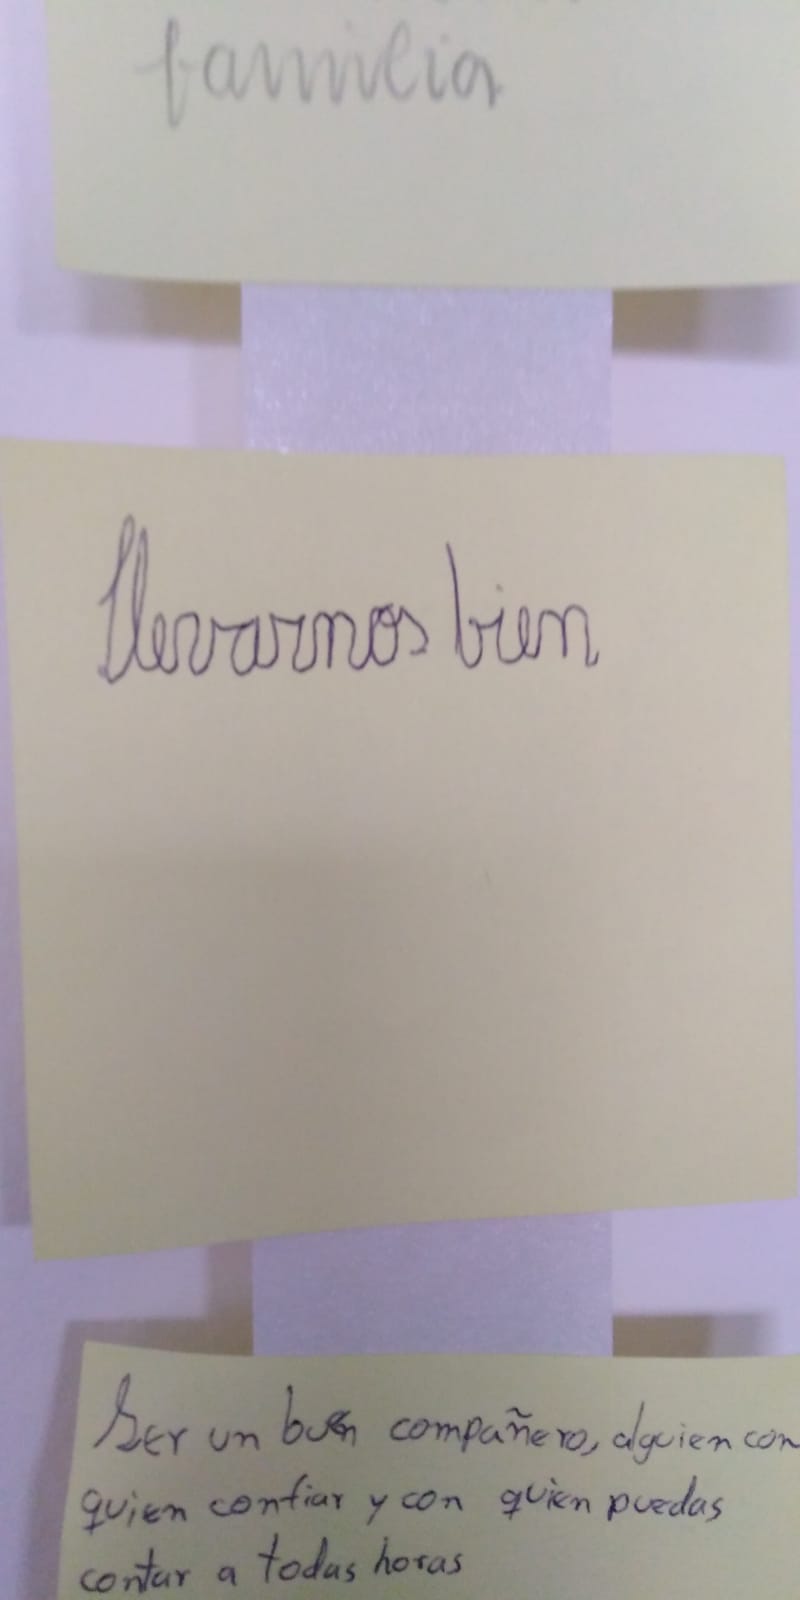 familia
llevarnos bien
Ser un buen compañero, alguien con
quien confiar y con quien puedas
contar a todas horas